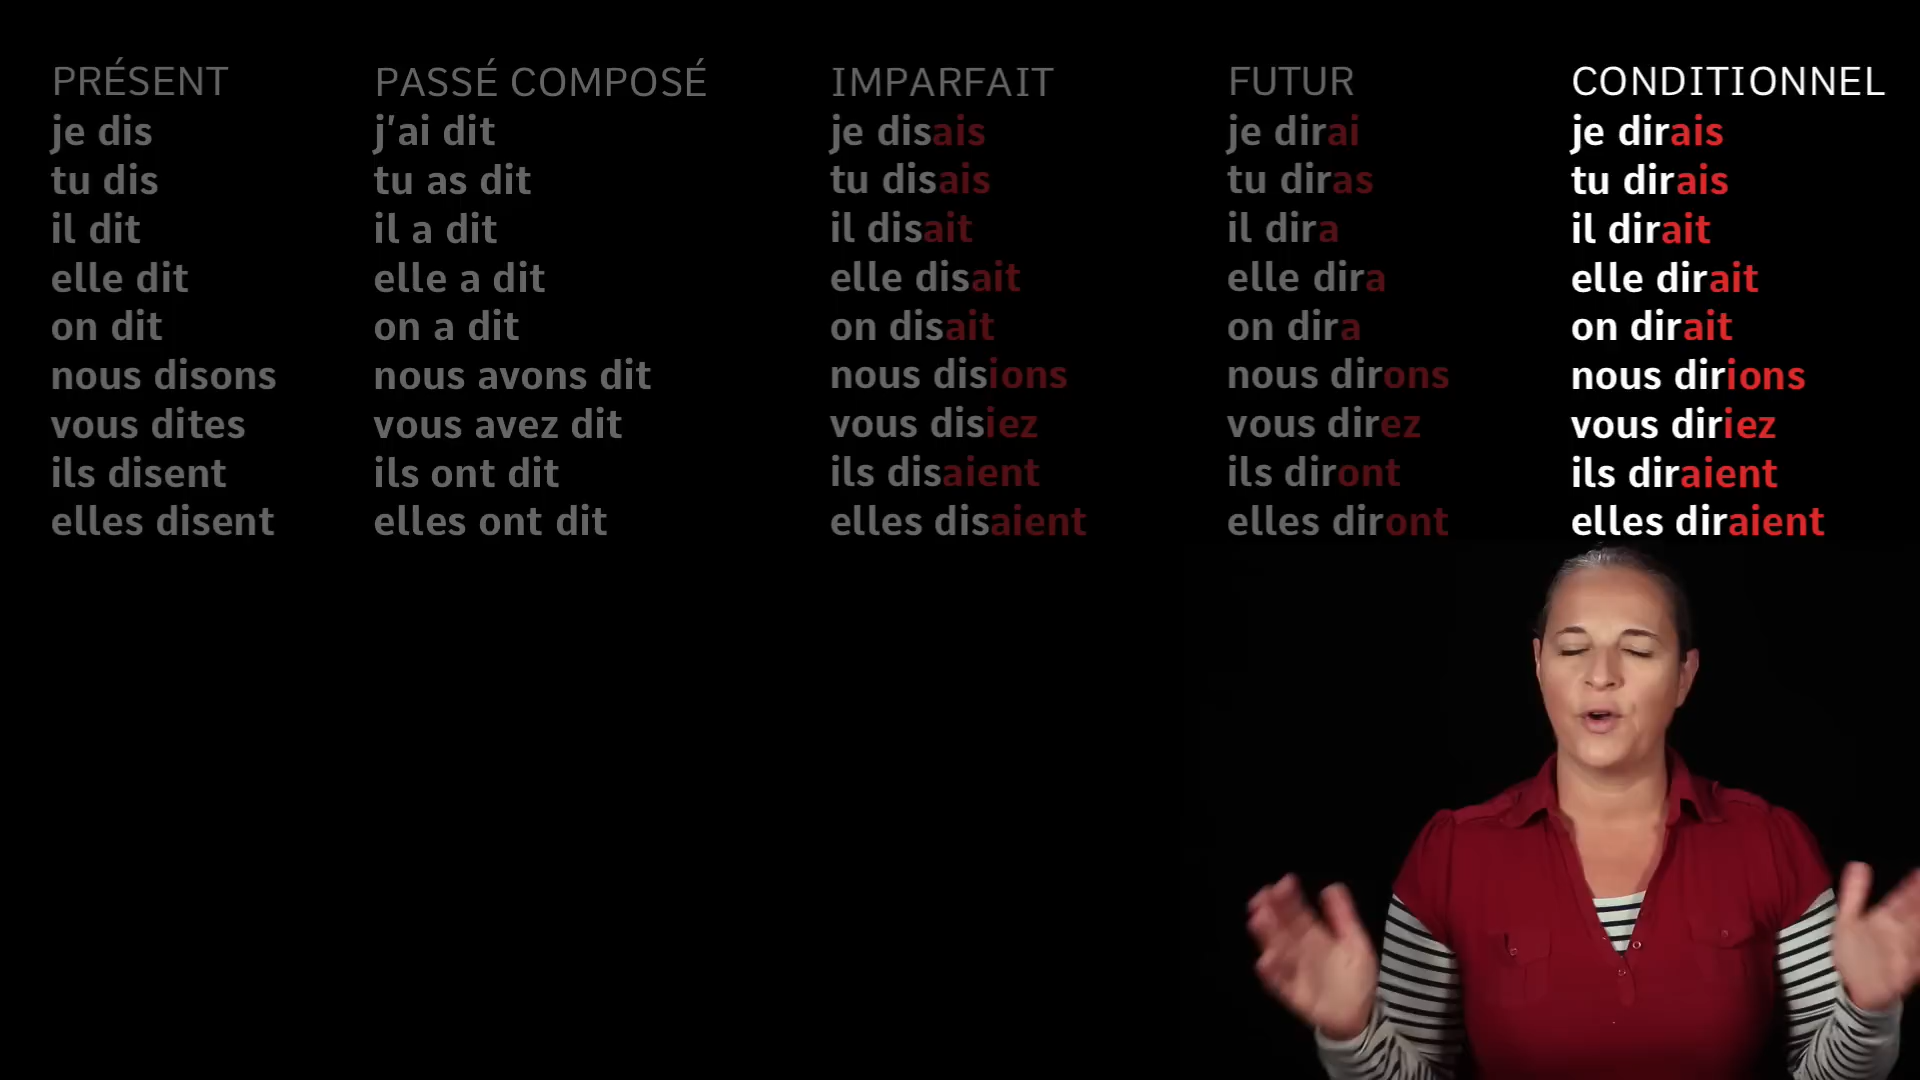 PRÉSENT
je dis
tu dis
il dit
elle dit
on dit
nous disons
vous dites
ils disent
elles disent
PASSÉ COMPOSÉ
j'ai dit
tu as dit
il a dit
elle a dit
on a dit
nous avons dit
vous avez dit
ils ont dit
elles ont dit
IMPARFAIT
je disais
tu disais
il disait
elle disait
on disait
nous disions
vous disiez
ils disaient
elles disaient
FUTUR
je dirai
tu diras
il dira
elle dira
on dira
nous dirons
vous direz
ils diront
elles diront
CONDITIONNEL
je dirais
tu dirais
il dirait
elle dirait
on dirait
nous dirions
vous diriez
ils diraient
elles diraient